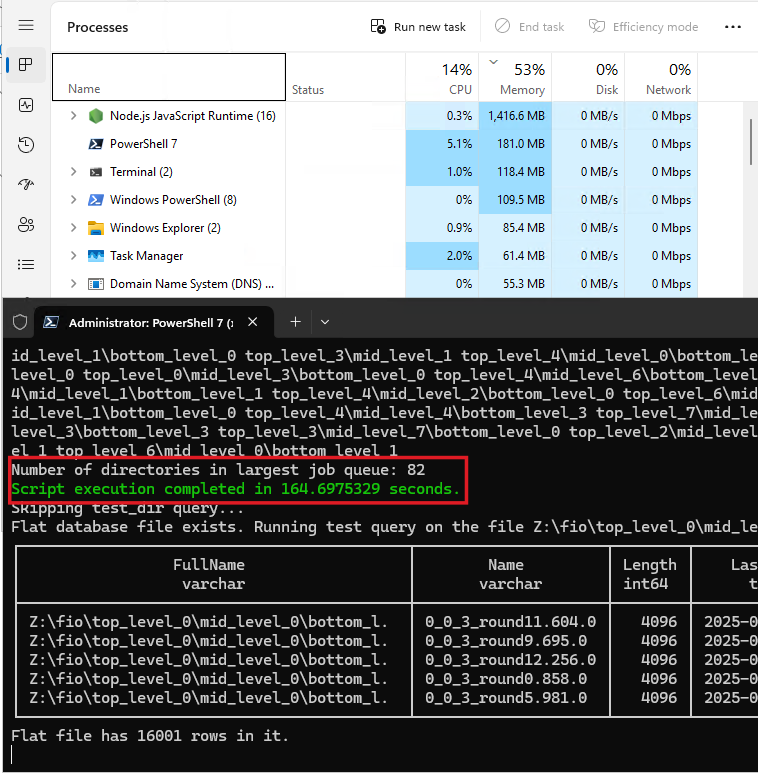 Processes
Run new task
End task
Efficiency mode
14% 53% 0% 0%
Name Status CPU Memory Disk Network
Node.js JavaScript Runtime (16) 0.3% 1,416.6 MB 0 MB/s 0 Mbps
PowerShell 7 5.1% 181.0 MB 0 MB/s 0 Mbps
Terminal (2) 1.0% 118.4 MB 0 MB/s 0 Mbps
Windows PowerShell (8) 0% 109.5 MB 0 MB/s 0 Mbps
Windows Explorer (2) 0.9% 85.4 MB 0 MB/s 0 Mbps
Task Manager 2.0% 61.4 MB 0 MB/s 0 Mbps
Domain Name System (DNS) ... 0% 55.3 MB 0 MB/s 0 Mbps
Administrator: PowerShell 7 (
id_level_1\bottom_level_0 top_level_3\mid_level_1 top_level_4\mid_level_0\bottom_le
level_0 top_level_0\mid_level_3\bottom_level_0 top_level_4\mid_level_6\bottom_level
4\mid_level_1\bottom_level_1 top_level_4\mid_level_2\bottom_level_0 top_level_6\mid
id_level_1\bottom_level_0 top_level_4\mid_level_4\bottom_level_3 top_level_7\mid_le
level_3\bottom_level_3 top_level_3\mid_level_7\bottom_level_0 top_level_2\mid_level
el_1 top_level_6\mid_level_0\bottom_level_1
Number of directories in largest job queue: 82
Script execution completed in 164.6975329 seconds.
Skipping test_dir query...
Flat database file exists. Running test query on the file Z:\fio\top_level_0\mid_le
FullName Name Length Las
varchar varchar int64 t
Z:\fio\top_level_0\mid_level_0\bottom_l. 0_0_3_round11.604.0 4096 2025-0
Z:\fio\top_level_0\mid_level_0\bottom_l. 0_0_3_round9.695.0 4096 2025-0
Z:\fio\top_level_0\mid_level_0\bottom_l. 0_0_3_round12.256.0 4096 2025-0
Z:\fio\top_level_0\mid_level_0\bottom_l. 0_0_3_round0.858.0 4096 2025-0
Z:\fio\top_level_0\mid_level_0\bottom_l. 0_0_3_round5.981.0 4096 2025-0
Flat file has 16001 rows in it.